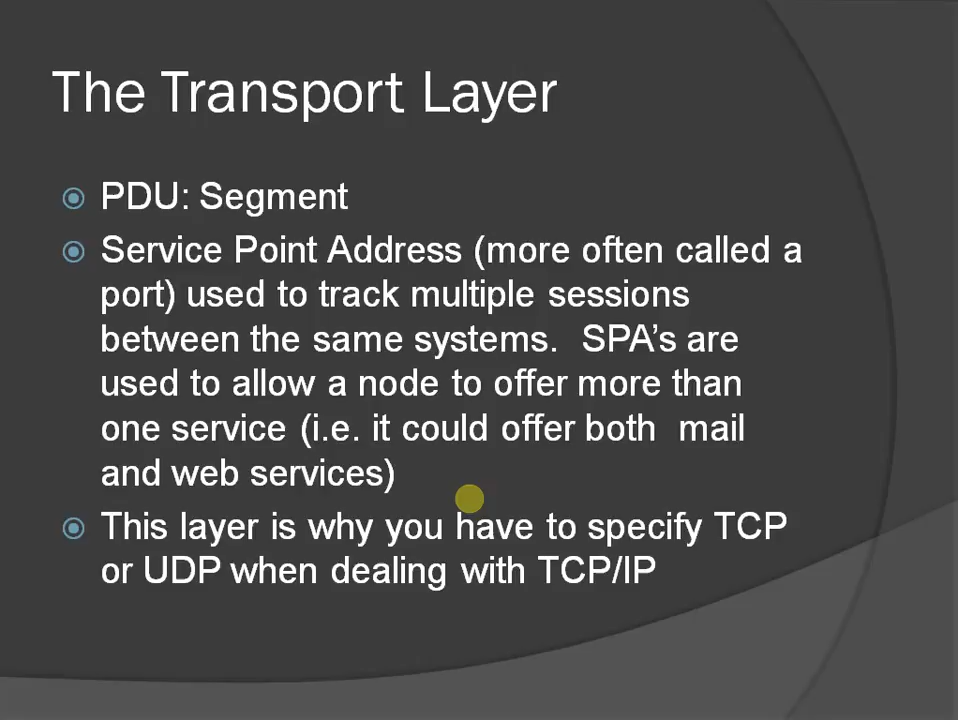 The Transport Layer
PDU: Segment
Service Point Address (more often called a
port) used to track multiple sessions
between the same systems.  SPA's are
used to allow a node to offer more than
one service (i.e. it could offer both  mail
and web services)
This layer is why you have to specify TCP
or UDP when dealing with TCP/IP